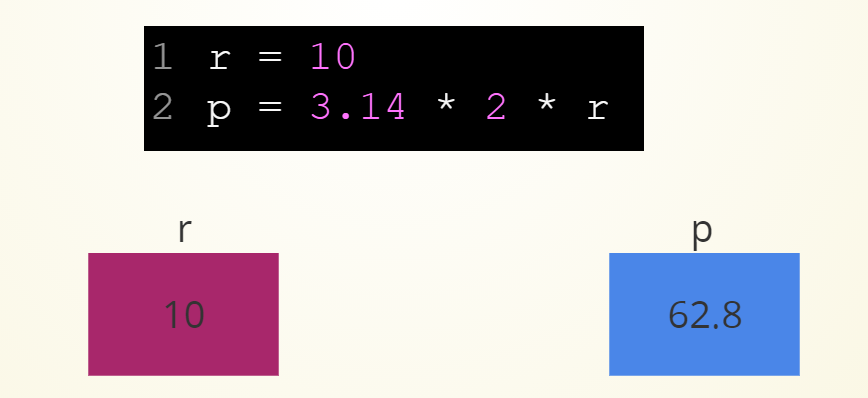 1 r = 10
2 p = 3.14 * 2 * r
r
p
10
62.8